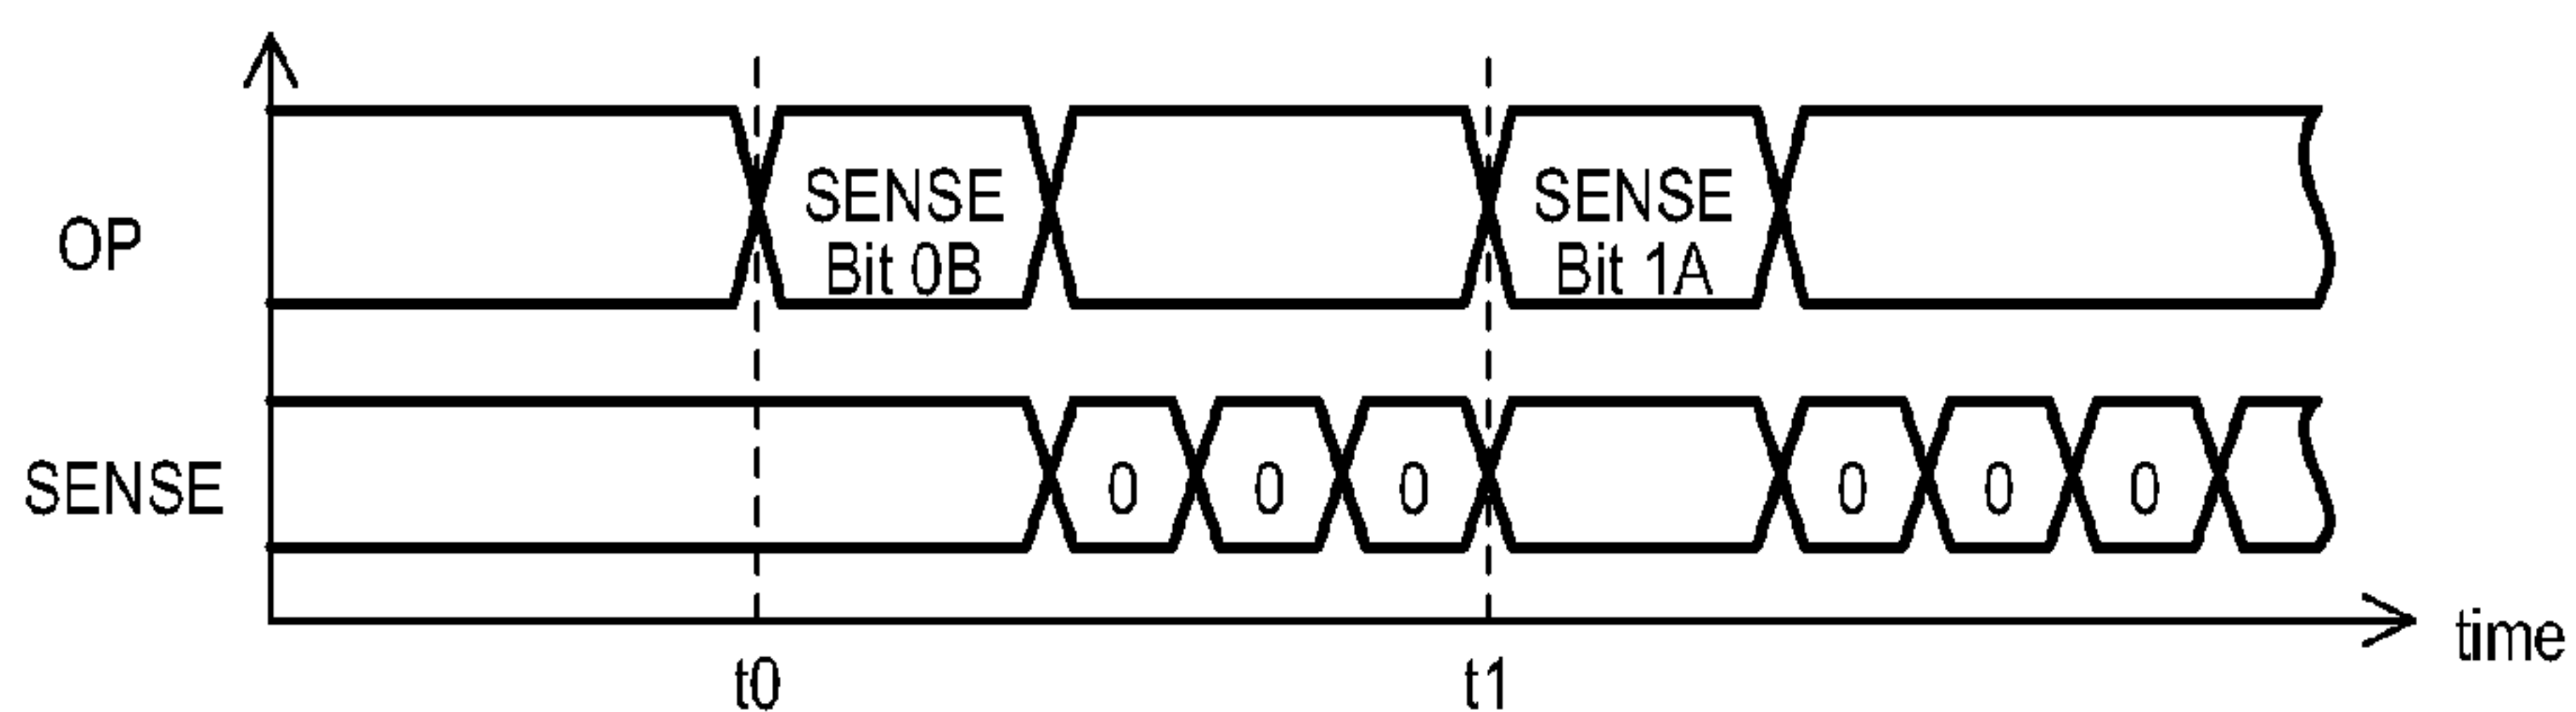 OP
SENSE
Bit 0B
SENSE
Bit 1A
SENSE
0 0 0 0 0 0
time
t0 t1